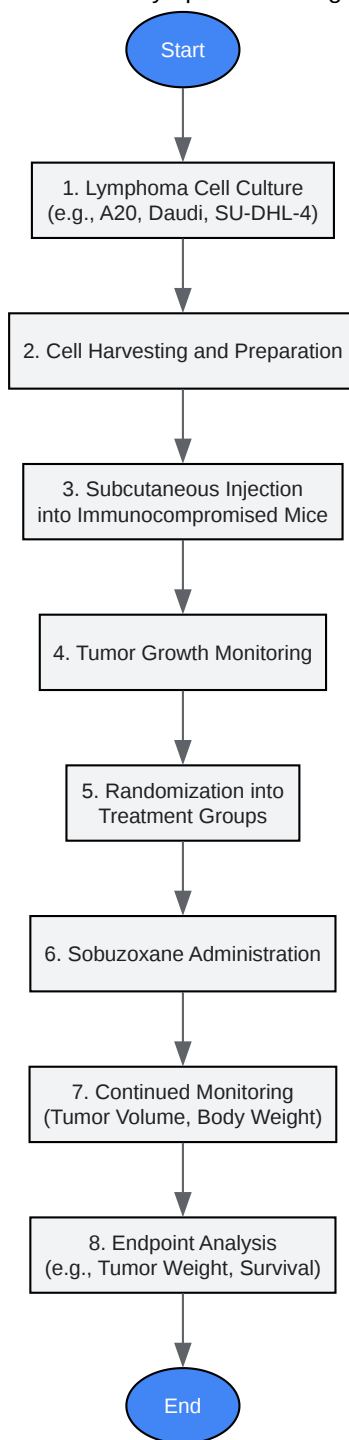 Start
1. Lymphoma Cell Culture
(e.g., A20, Daudi, SU-DHL-4)
2. Cell Harvesting and Preparation
3. Subcutaneous Injection
into Immunocompromised Mice
4. Tumor Growth Monitoring
5. Randomization into
Treatment Groups
6. Sobuzoxane Administration
7. Continued Monitoring
(Tumor Volume, Body Weight)
8. Endpoint Analysis
(e.g., Tumor Weight, Survival)
End